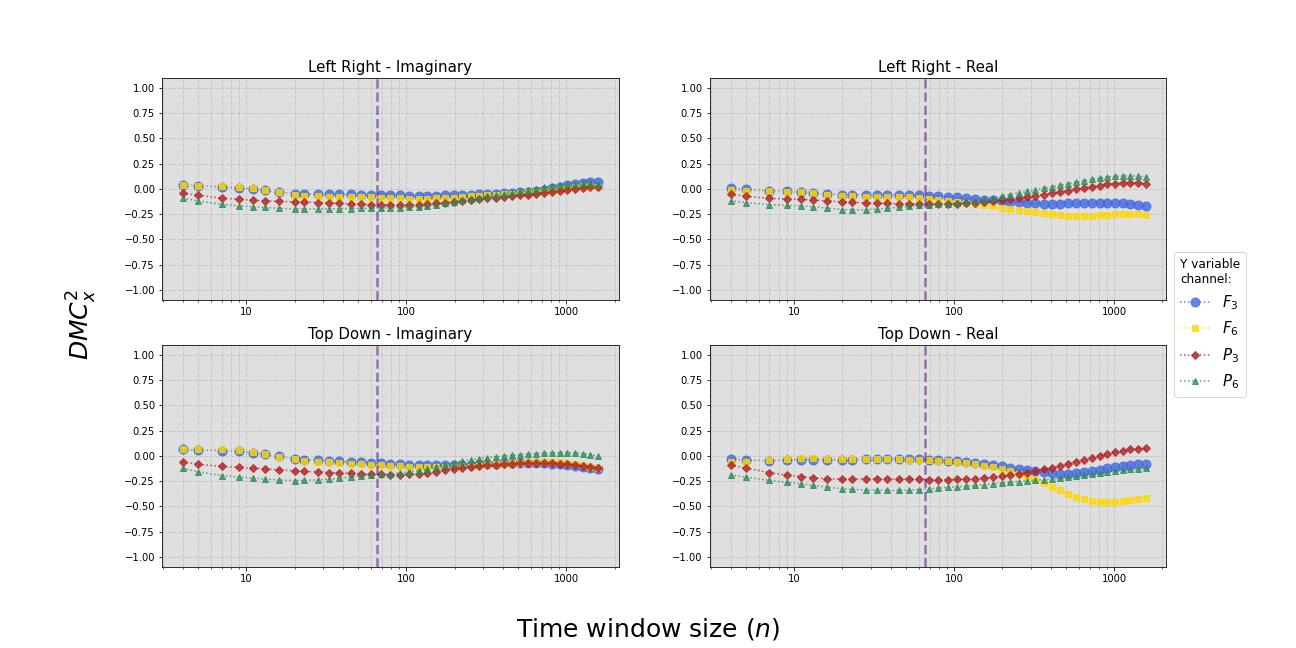 Left Right - Imaginary
1.00
0.75
0.50
0.25
0.00
−0.25
−0.50
−0.75
−1.00
10 100 1000
Left Right - Real
1.00
0.75
0.50
0.25
0.00
−0.25
−0.50
−0.75
−1.00
10 100 1000
Top Down - Imaginary
1.00
0.75
0.50
0.25
0.00
−0.25
−0.50
−0.75
−1.00
10 100 1000
Top Down - Real
1.00
0.75
0.50
0.25
0.00
−0.25
−0.50
−0.75
−1.00
10 100 1000
Y variable
channel:
F₃
F₆
P₃
P₆
DMC²ₓ
Time window size (n)